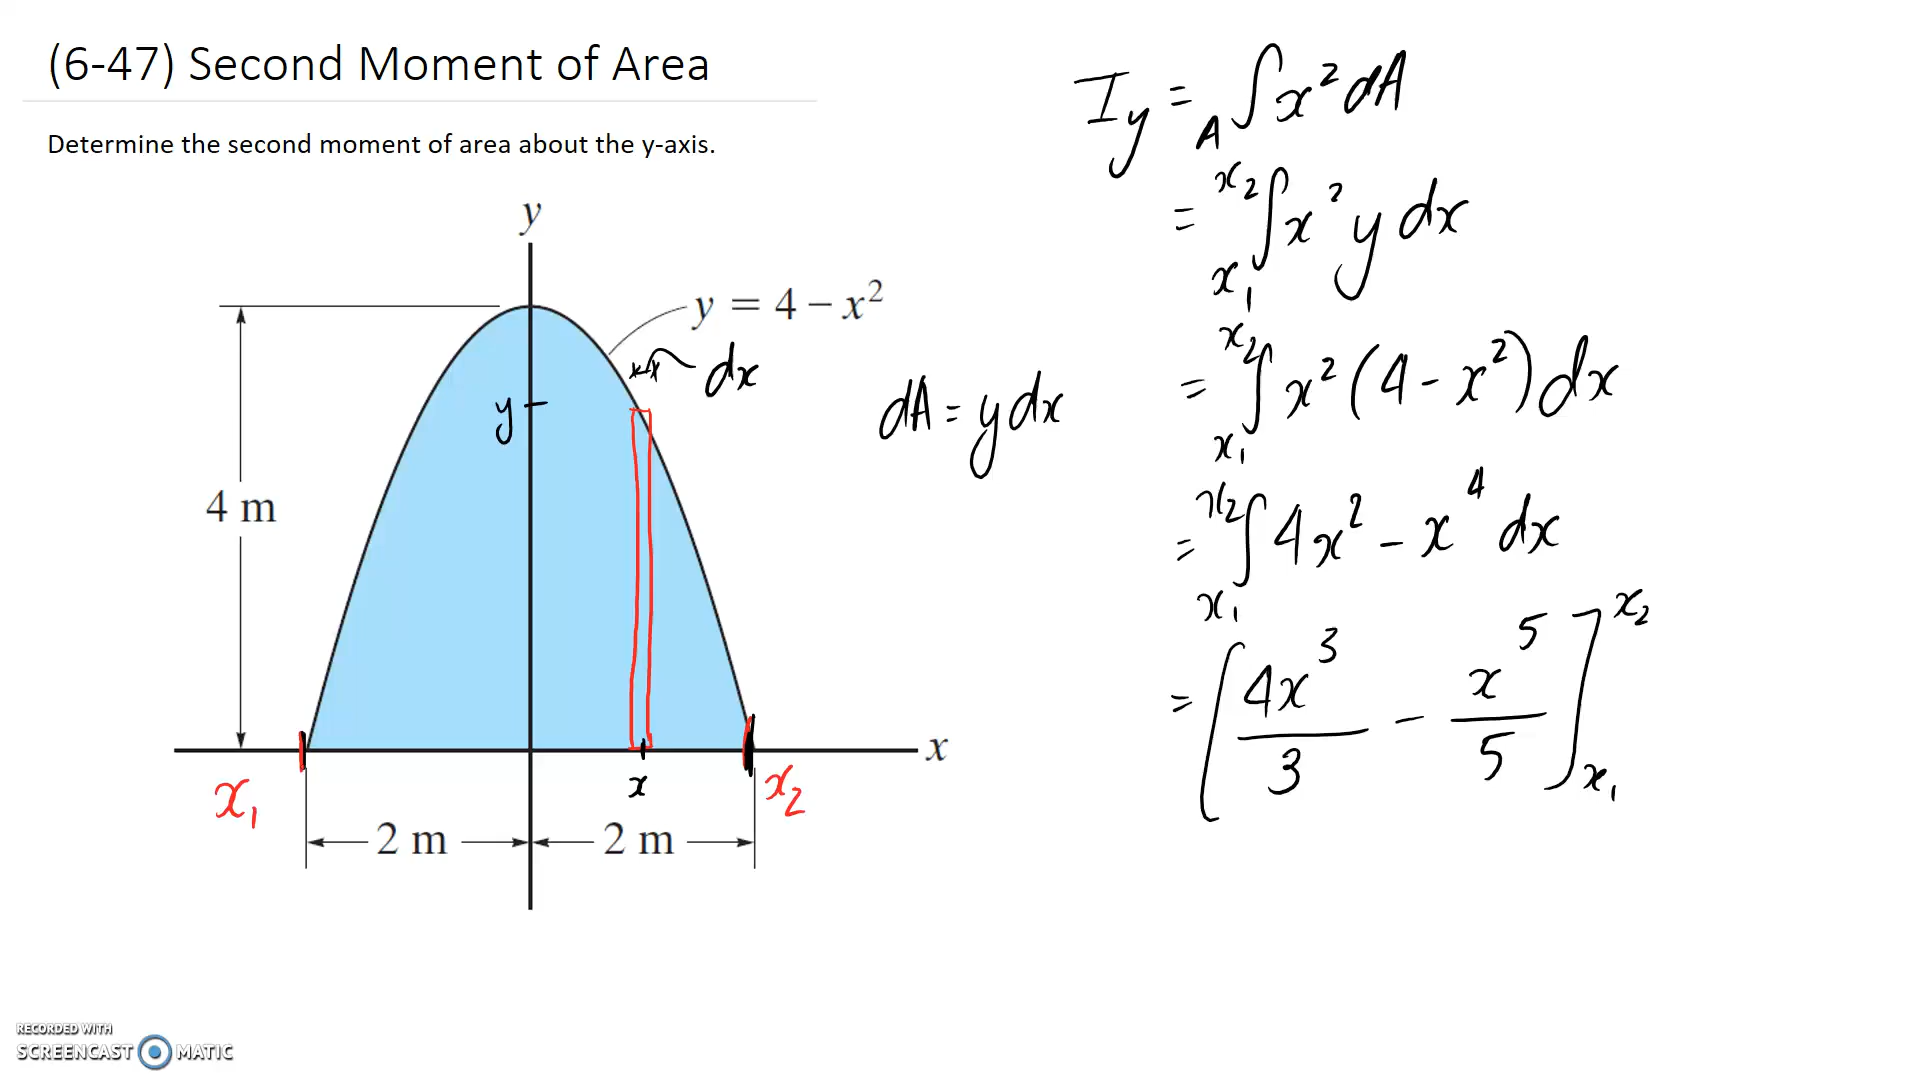 (6-47) Second Moment of Area
Determine the second moment of area about the y-axis.
y
y = 4 − x²
dx
y
4 m
x
x₁
x
x₂
2 m
2 m
dA = y dx
I_y = _A∫ x² dA
= _{x₁}^{x₂}∫ x² y dx
= _{x₁}^{x₂}∫ x² (4 - x²) dx
= _{x₁}^{x₂}∫ 4x² - x⁴ dx
= [4x³/3 - x⁵/5]_{x₁}^{x₂}
RECORDED WITH
SCREENCAST MATIC